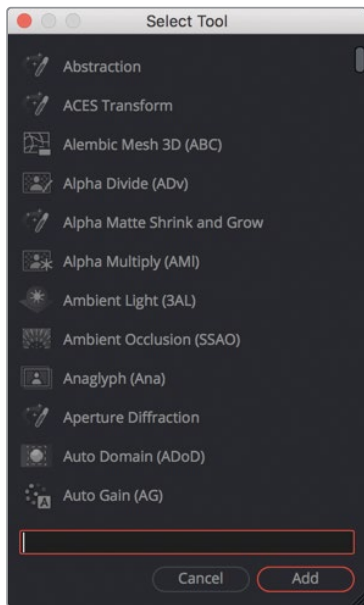 Select Tool
Abstraction
ACES Transform
Alembic Mesh 3D (ABC)
Alpha Divide (ADv)
Alpha Matte Shrink and Grow
Alpha Multiply (AMl)
Ambient Light (3AL)
Ambient Occlusion (SSAO)
Anaglyph (Ana)
Aperture Diffraction
Auto Domain (ADoD)
Auto Gain (AG)
Cancel Add